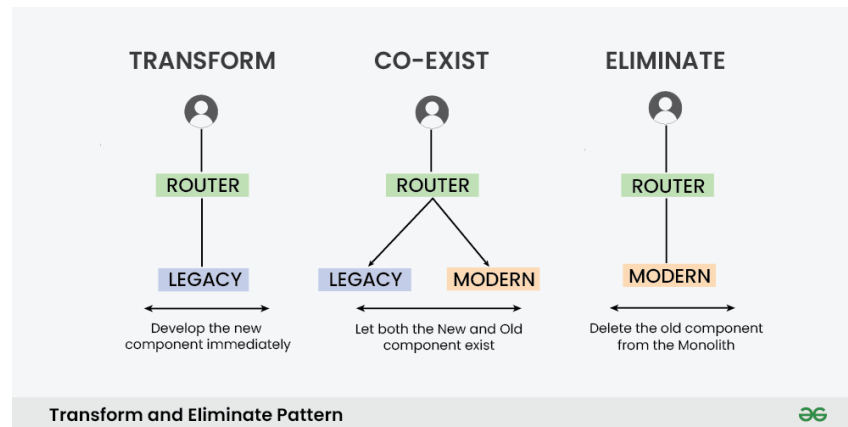 TRANSFORM
CO-EXIST
ELIMINATE
ROUTER
ROUTER
ROUTER
LEGACY
LEGACY
MODERN
MODERN
Develop the new
component immediately
Let both the New and Old
component exist
Delete the old component
from the Monolith
Transform and Eliminate Pattern